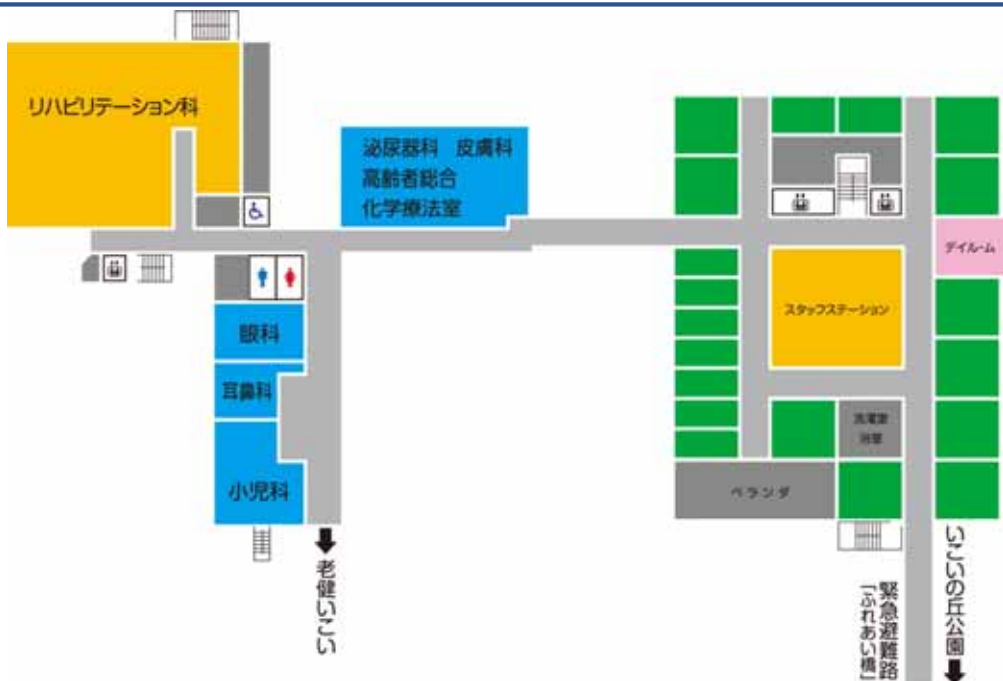 リハビリテーション科
泌尿器科 皮膚科
高齢者総合
化学療法室
デイルーム
スタッフステーション
眼科
耳鼻科
小児科
洗濯室
浴室
ベランダ
老健いこい
緊急避難路
「ふれあい橋」
いこいの丘公園